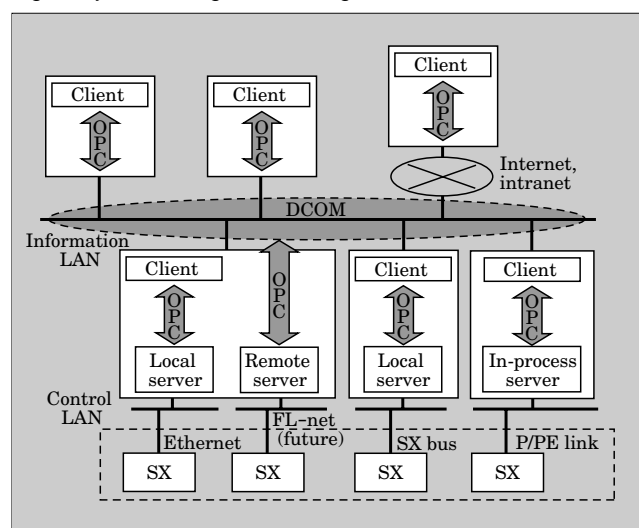 Client
Client
Client
OPC
OPC
OPC
Internet,
intranet
DCOM
Information
LAN
Client
Client
Client
OPC
OPC
OPC
OPC
Local
server
Remote
server
Local
server
In-process
server
Control
LAN
Ethernet
FL-net
(future)
SX bus
P/PE link
SX
SX
SX
SX